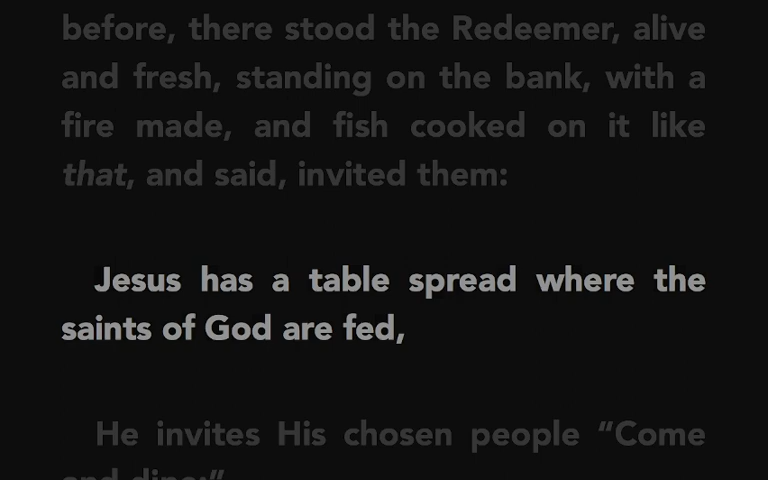 before, there stood the Redeemer, alive
and fresh, standing on the bank, with a
fire made, and fish cooked on it like
that, and said, invited them:
Jesus has a table spread where the
saints of God are fed,
He invites His chosen people “Come
and dine;”